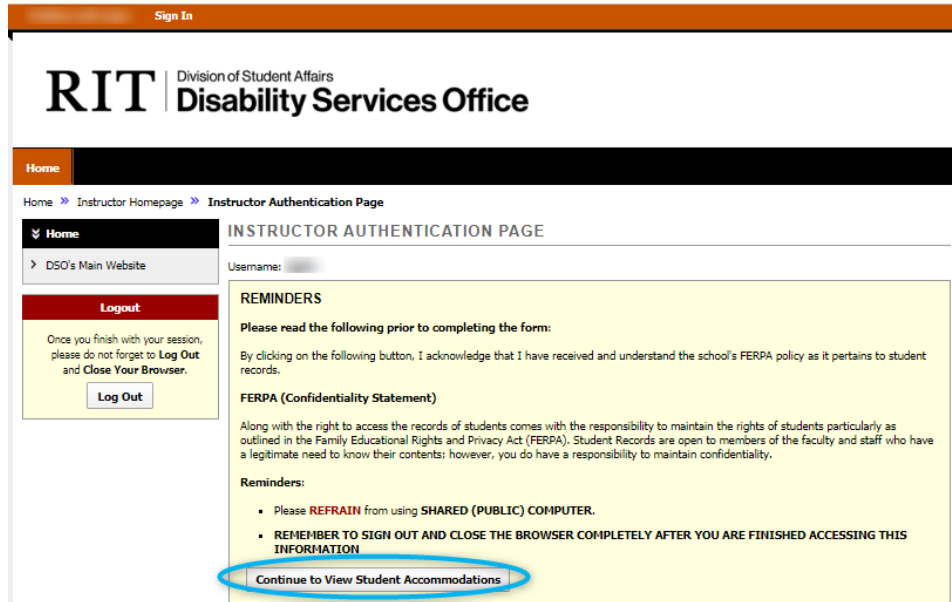 Sign In
RIT Division of Student Affairs
Disability Services Office
Home
Home » Instructor Homepage » Instructor Authentication Page
Home
DSO's Main Website
Logout
Once you finish with your session,
please do not forget to Log Out
and Close Your Browser.
Log Out
INSTRUCTOR AUTHENTICATION PAGE
Username:
REMINDERS
Please read the following prior to completing the form:
By clicking on the following button, I acknowledge that I have received and understand the school's FERPA policy as it pertains to student
records.
FERPA (Confidentiality Statement)
Along with the right to access the records of students comes with the responsibility to maintain the rights of students particularly as
outlined in the Family Educational Rights and Privacy Act (FERPA). Student Records are open to members of the faculty and staff who have
a legitimate need to know their contents; however, you do have a responsibility to maintain confidentiality.
Reminders:
Please REFRAIN from using SHARED (PUBLIC) COMPUTER.
REMEMBER TO SIGN OUT AND CLOSE THE BROWSER COMPLETELY AFTER YOU ARE FINISHED ACCESSING THIS
INFORMATION
Continue to View Student Accommodations